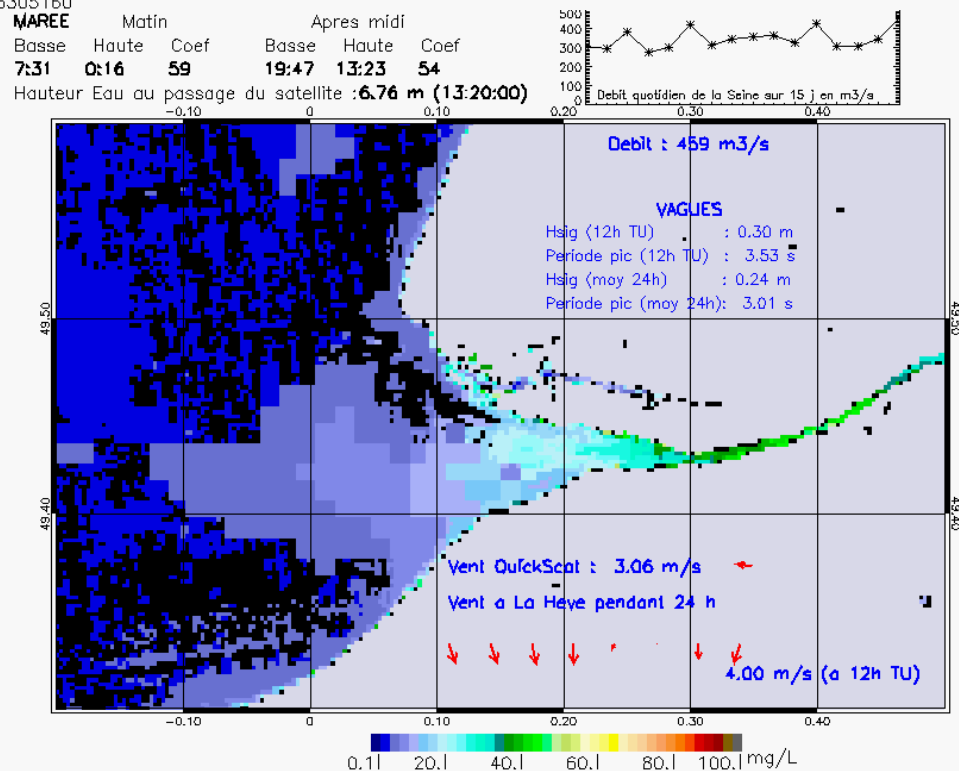 6305160
MAREE Matin Apres midi
Basse Haute Coef Basse Haute Coef
7:31 0:16 59 19:47 13:23 54
Hauteur Eau au passage du satellite :6.76 m (13:20:00)
500
400
300
200
100
0
Debit quotidien de la Seine sur 15 j en m3/s
-0.10 0 0.10 0.20 0.30 0.40
Debit : 459 m3/s
VAGUES
Hsig (12h TU) : 0.30 m
Periode pic (12h TU) : 3.53 s
Hsig (moy 24h) : 0.24 m
Periode pic (moy 24h): 3.01 s
49.50 49.50
49.40 49.40
Vent QuickScat : 3.06 m/s
Vent a La Heve pendant 24 h
4.00 m/s (a 12h TU)
-0.10 0 0.10 0.20 0.30 0.40
0.1 20. 40. 60. 80. 100. mg/L